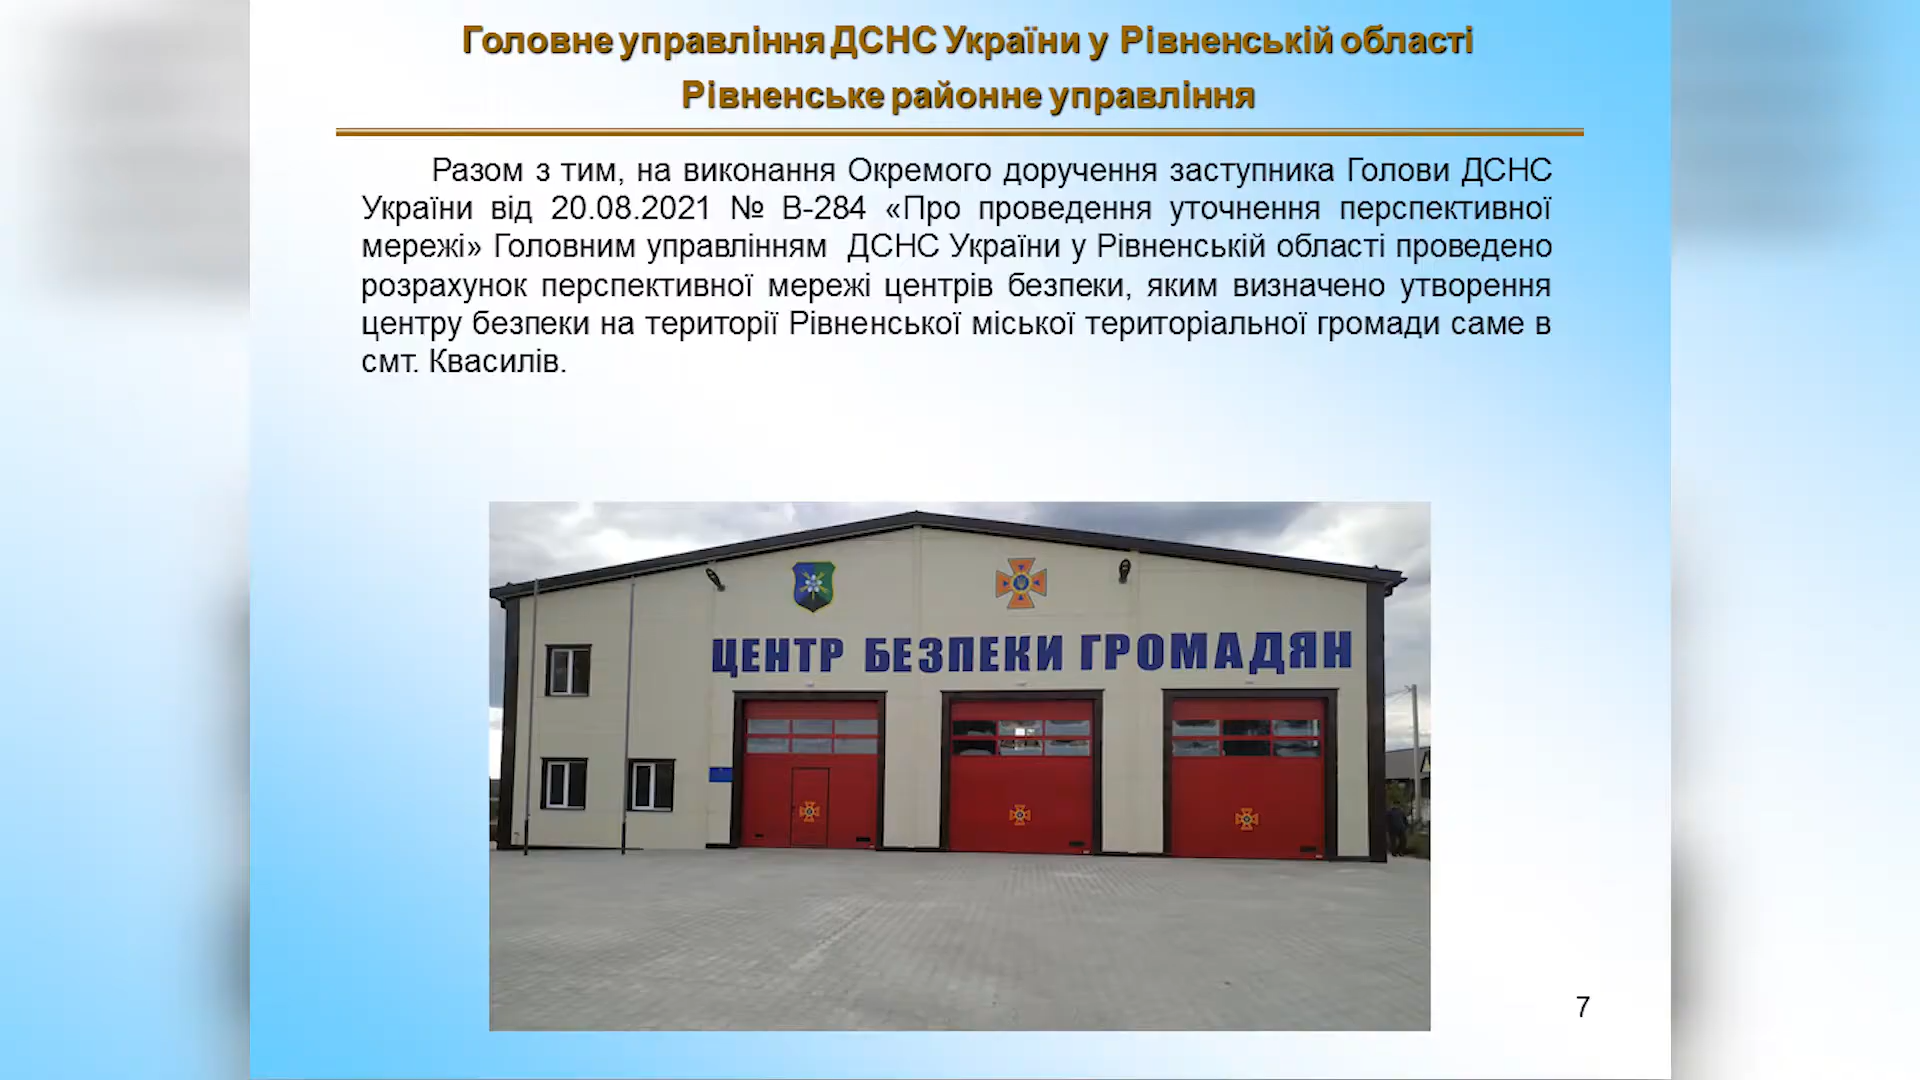 Головне управління ДСНС України у Рівненській області
Рівненське районне управління
Разом з тим, на виконання Окремого доручення заступника Голови ДСНС
України від 20.08.2021 № В-284 «Про проведення уточнення перспективної
мережі» Головним управлінням ДСНС України у Рівненській області проведено
розрахунок перспективної мережі центрів безпеки, яким визначено утворення
центру безпеки на території Рівненської міської територіальної громади саме в
смт. Квасилів.
ЦЕНТР БЕЗПЕКИ ГРОМАДЯН
7